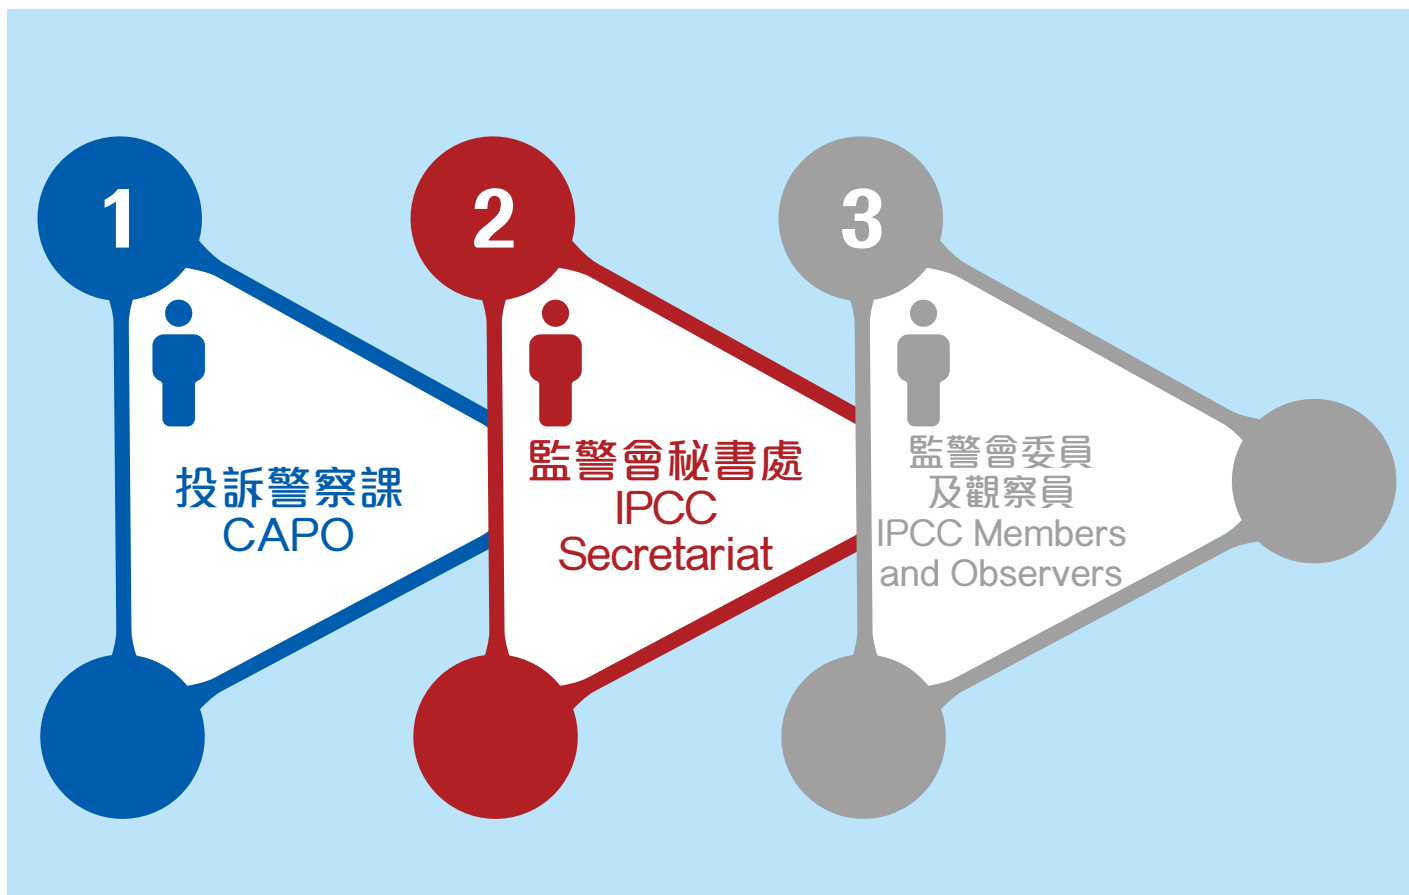 1
投訴警察課
CAPO
2
監警會秘書處
IPCC
Secretariat
3
監警會委員
及觀察員
IPCC Members
and Observers